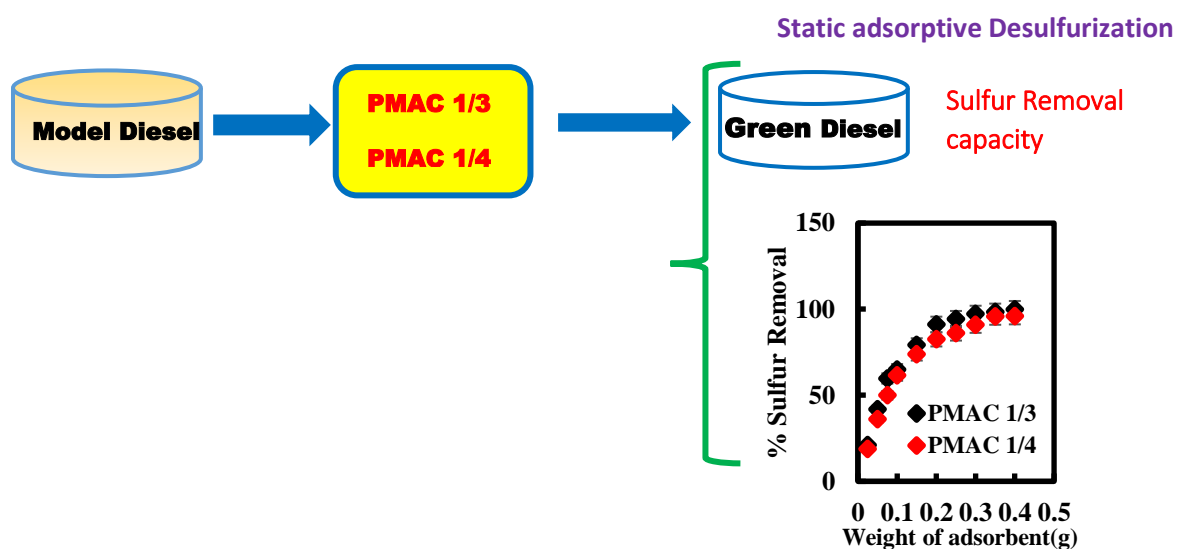 Static adsorptive Desulfurization
Model Diesel
PMAC 1/3
PMAC 1/4
Green Diesel
Sulfur Removal
capacity
% Sulfur Removal
150
100
50
0
PMAC 1/3
PMAC 1/4
0 0.1 0.2 0.3 0.4 0.5
Weight of adsorbent(g)